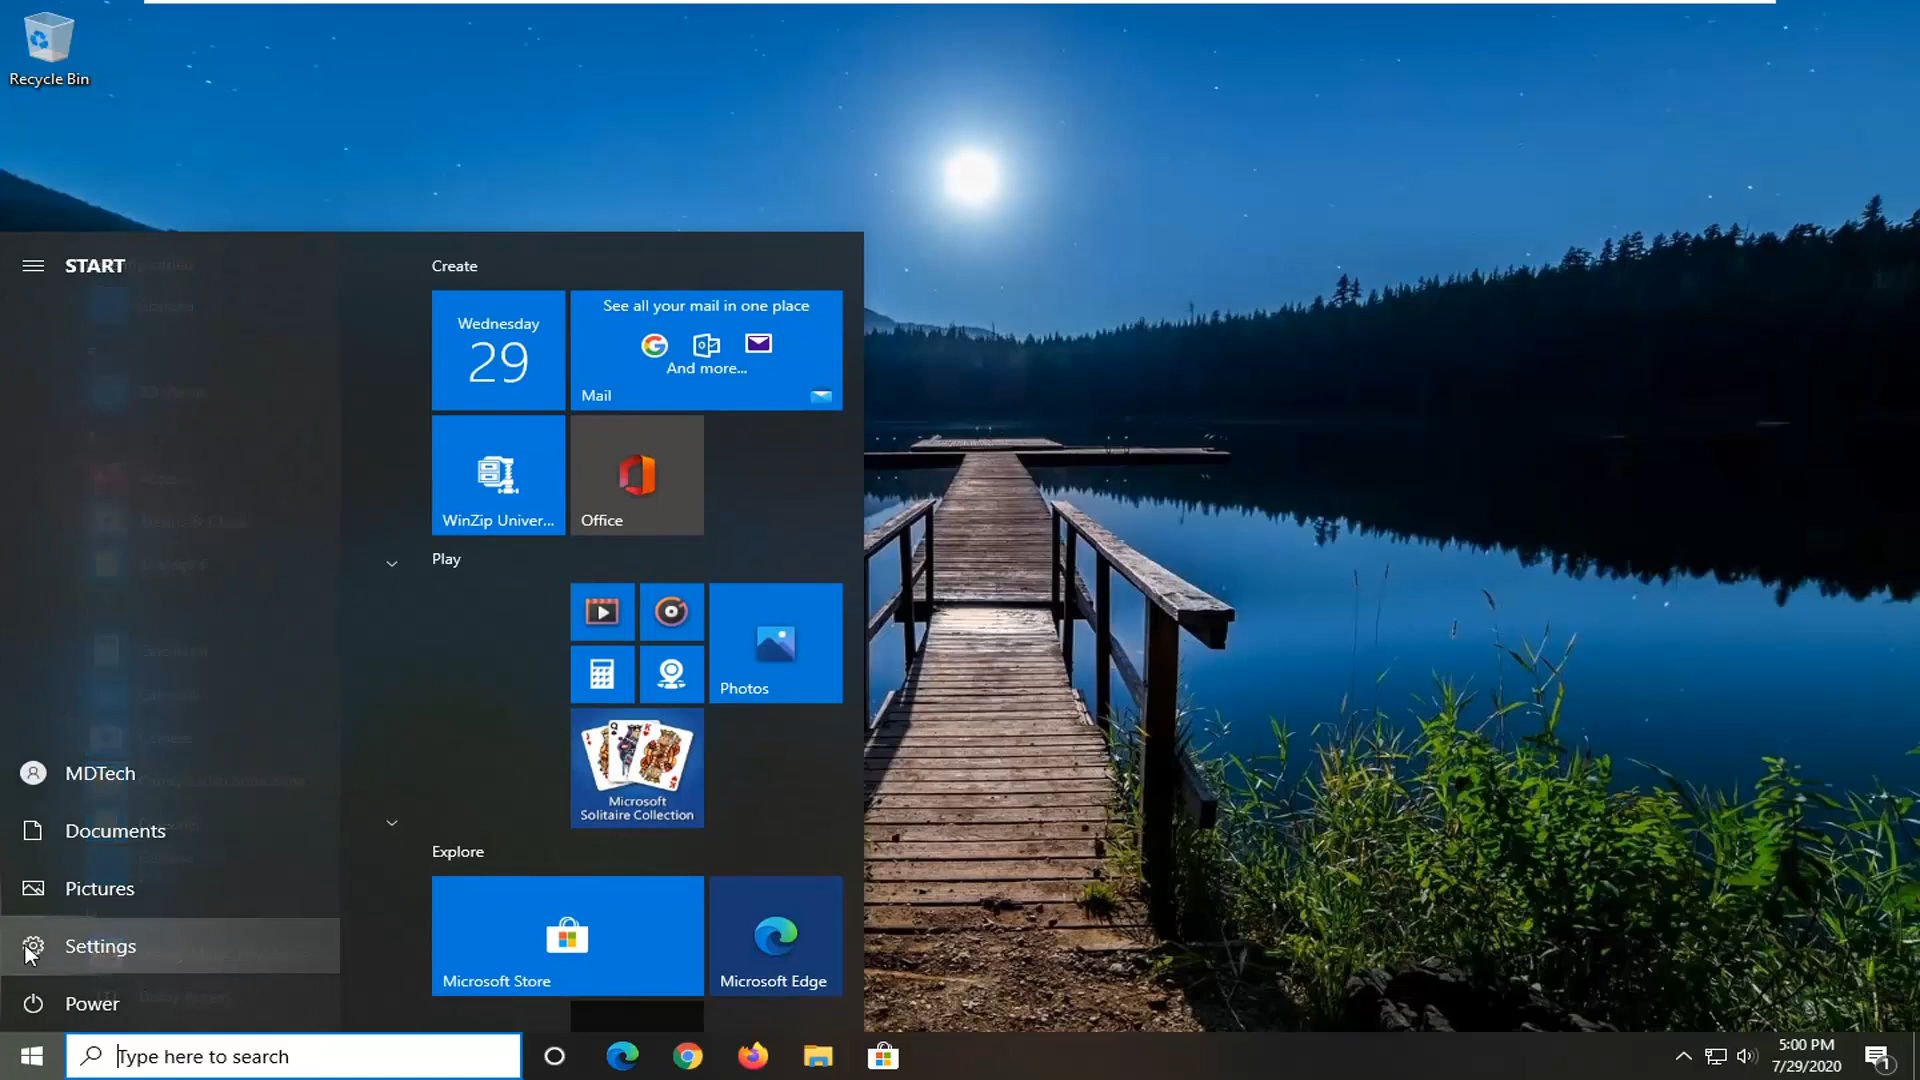 Recycle Bin
START
Create
Wednesday
29
See all your mail in one place
And more...
Mail
WinZip Univer...
Office
Play
Photos
Microsoft
Solitaire Collection
Explore
Microsoft Store
Microsoft Edge
MDTech
Documents
Pictures
Settings
Power
Type here to search
5:00 PM
7/29/2020
1